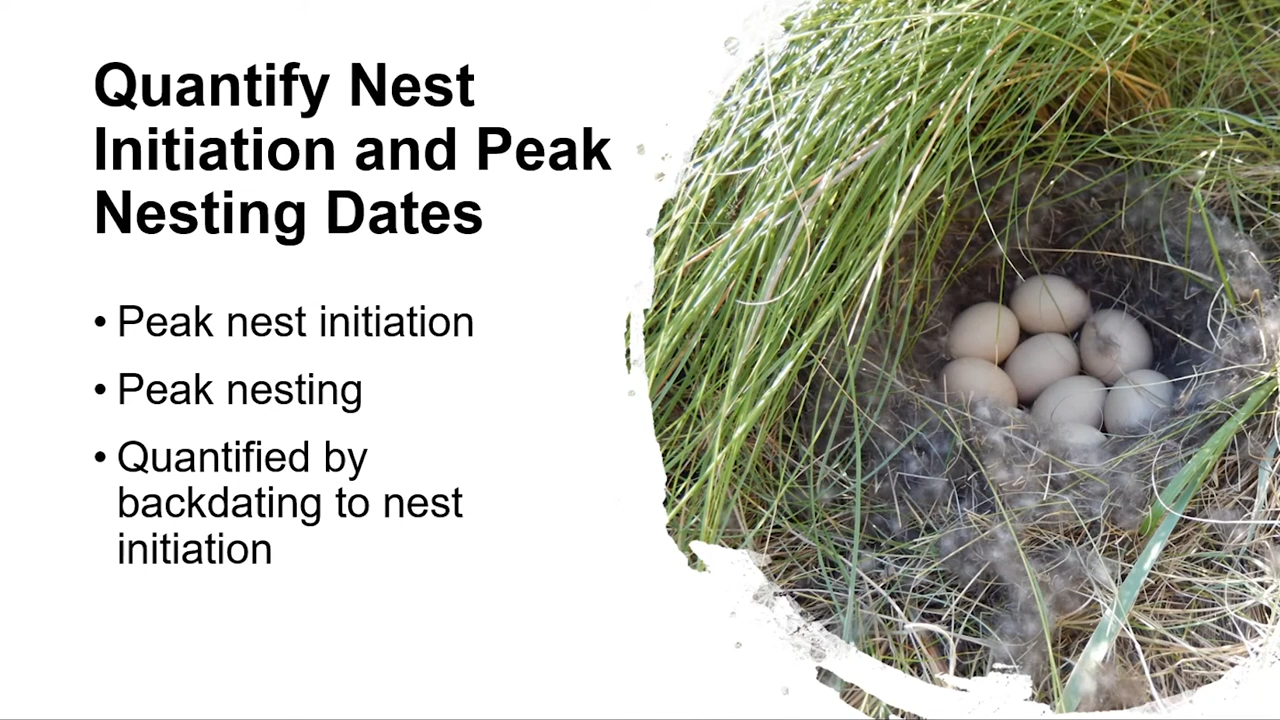 Quantify Nest
Initiation and Peak
Nesting Dates
• Peak nest initiation
• Peak nesting
• Quantified by
backdating to nest
initiation